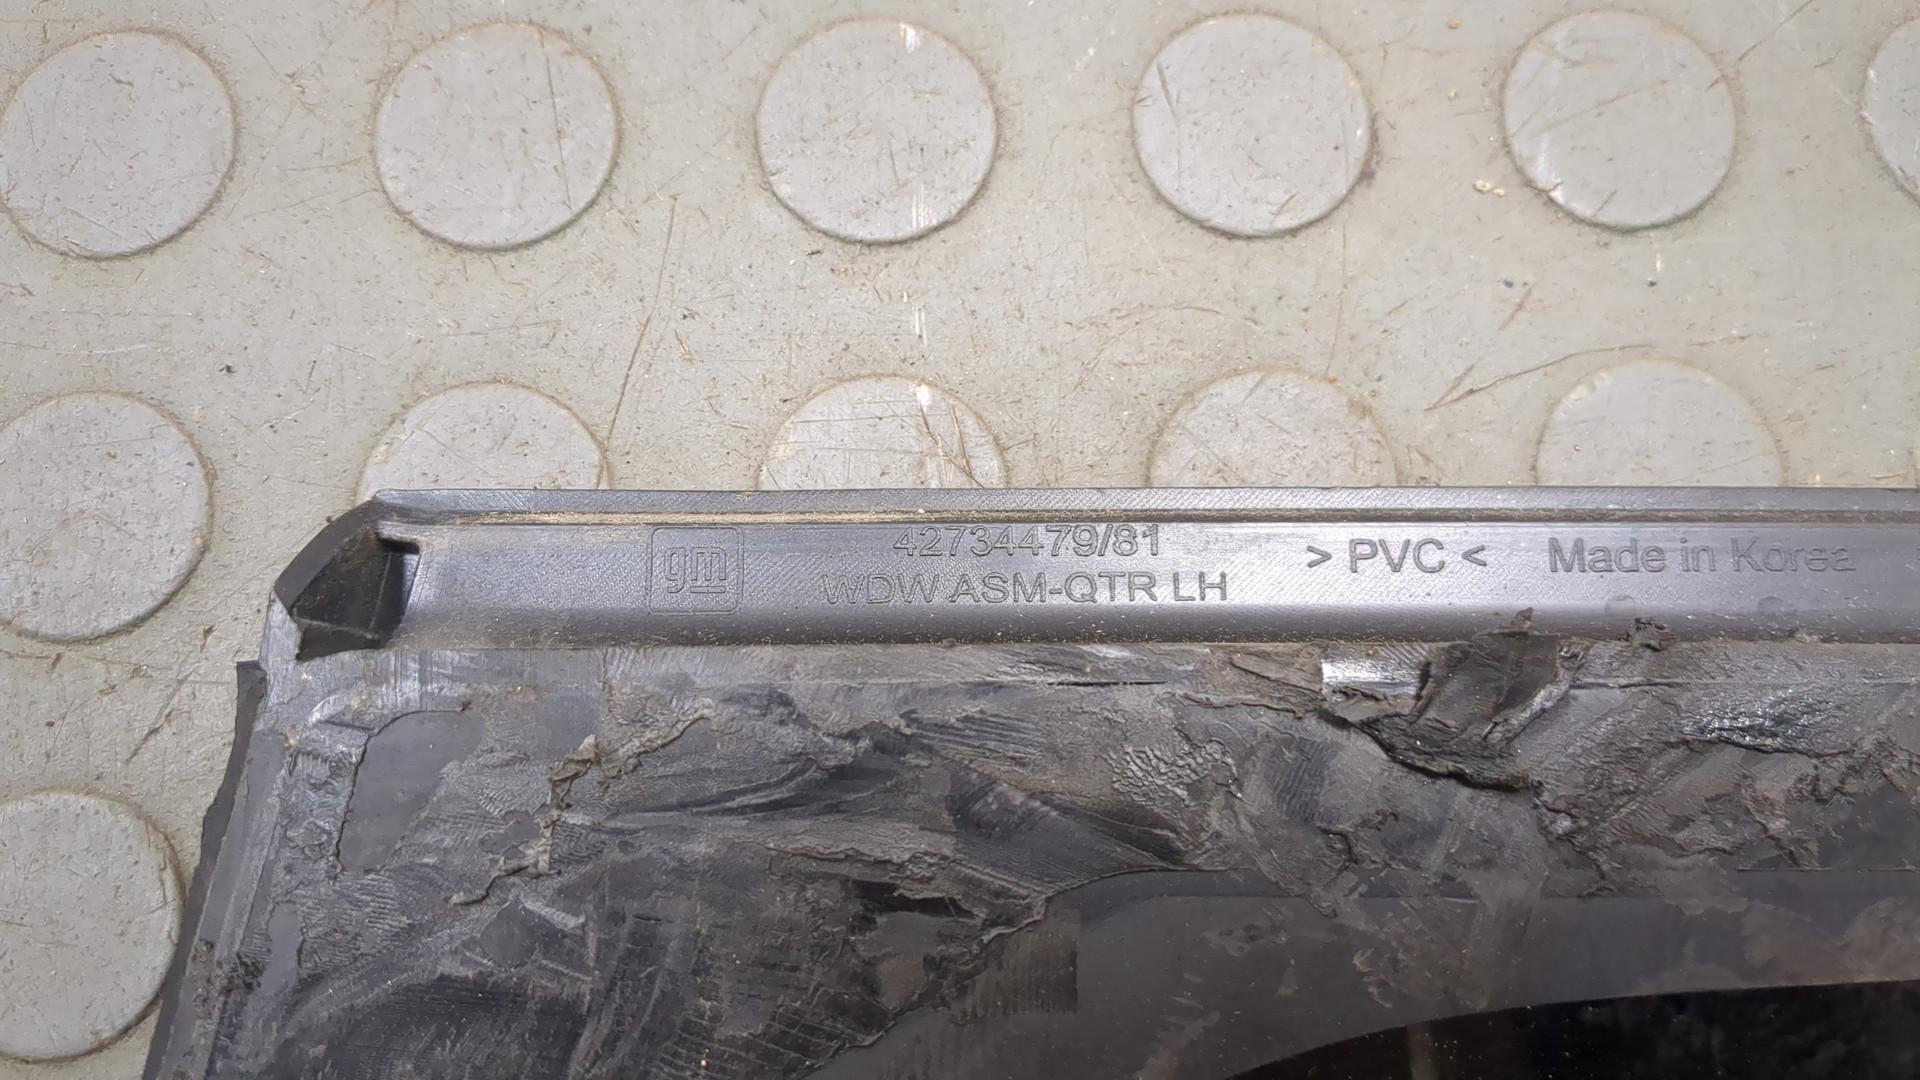 gm
42734479/81
WDW ASM-QTR LH
> PVC <
Made in Korea